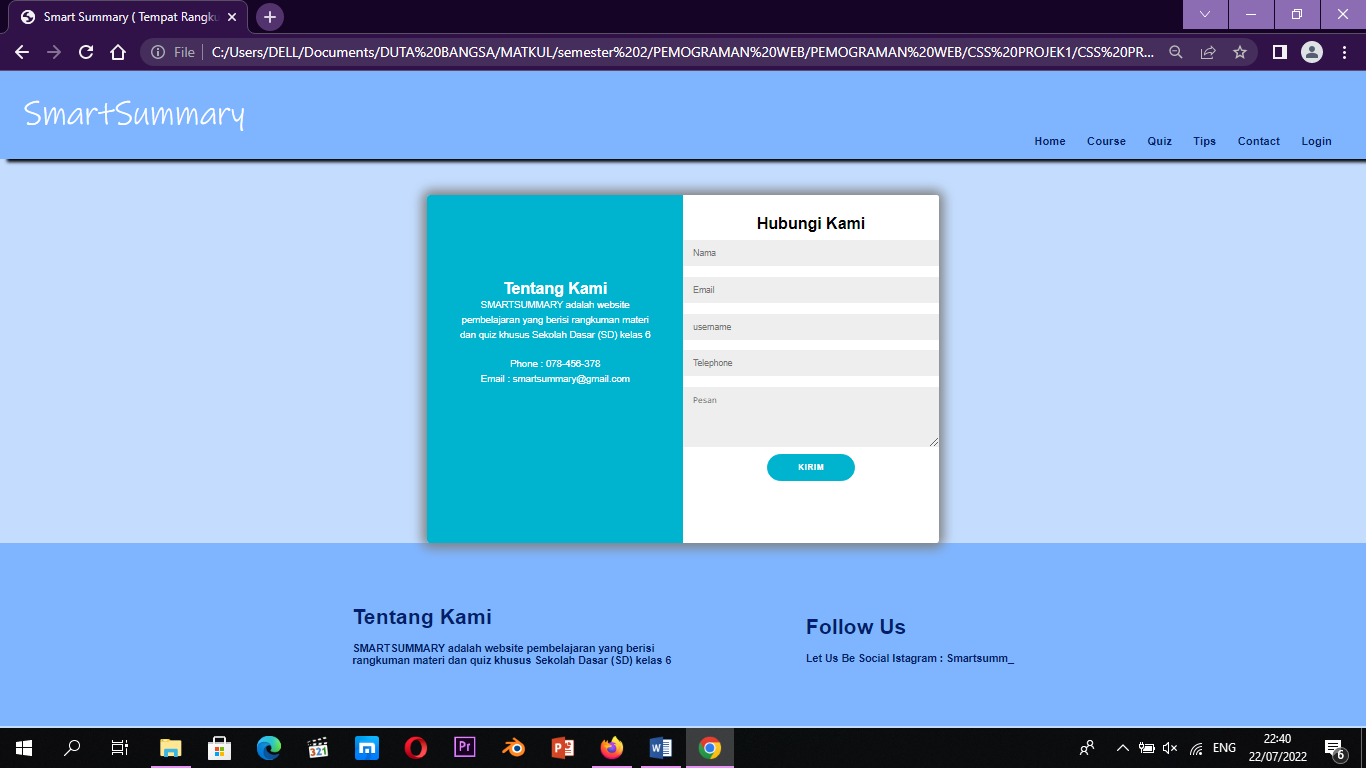 Smart Summary ( Tempat Rangku
File
C:/Users/DELL/Documents/DUTA%20BANGSA/MATKUL/semester%202/PEMOGRAMAN%20WEB/PEMOGRAMAN%20WEB/CSS%20PROJEK1/CSS%20PR...
SmartSummary
Home Course Quiz Tips Contact Login
Tentang Kami
SMARTSUMMARY adalah website
pembelajaran yang berisi rangkuman materi
dan quiz khusus Sekolah Dasar (SD) kelas 6
Phone : 078-456-378
Email : smartsummary@gmail.com
Hubungi Kami
Nama
Email
username
Telephone
Pesan
KIRIM
Tentang Kami
SMARTSUMMARY adalah website pembelajaran yang berisi
rangkuman materi dan quiz khusus Sekolah Dasar (SD) kelas 6
Follow Us
Let Us Be Social Istagram : Smartsumm_
321
Pr
ENG
22:40
22/07/2022
6